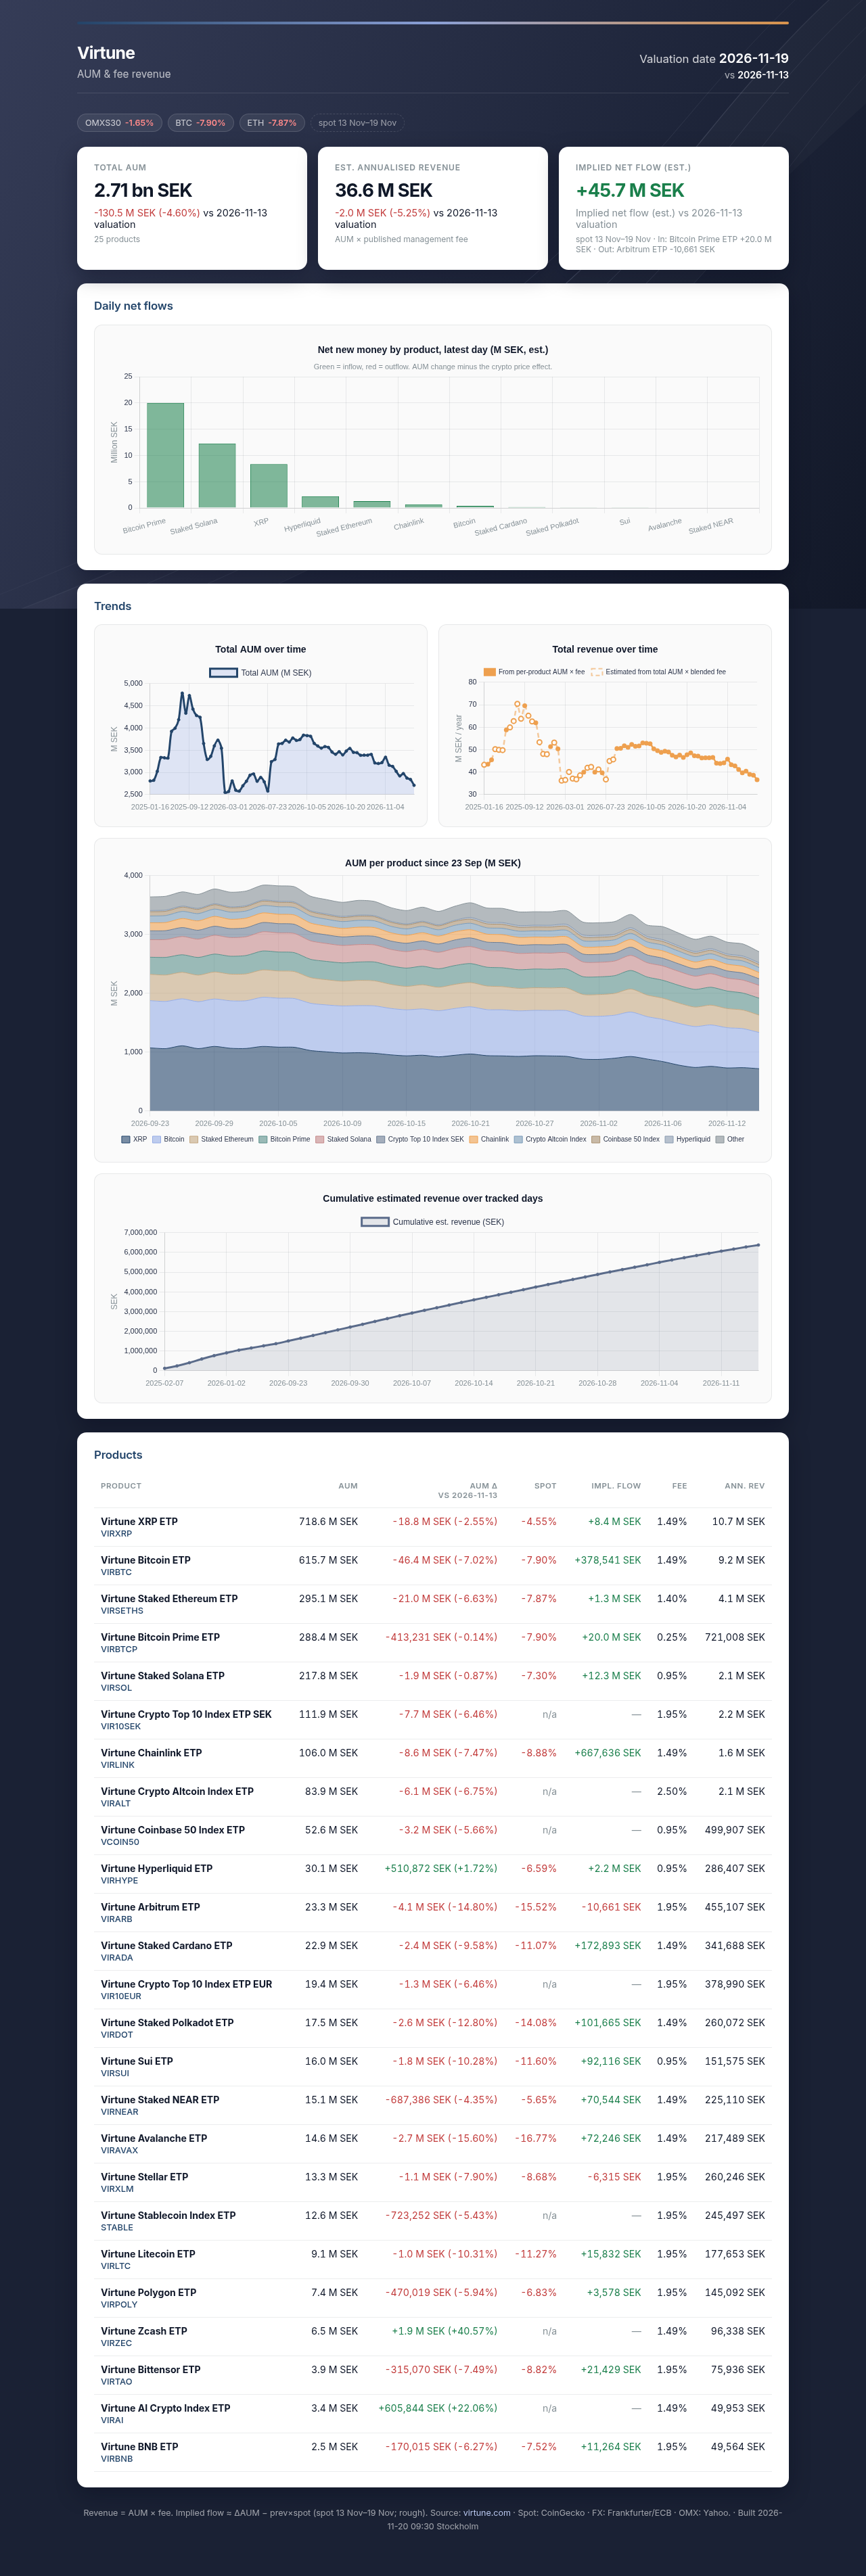 Virtune
AUM & fee revenue
Valuation date 2026-11-19
vs 2026-11-13
OMXS30 -1.65%
BTC -7.90%
ETH -7.87%
spot 13 Nov–19 Nov
TOTAL AUM
2.71 bn SEK
-130.5 M SEK (-4.60%) vs 2026-11-13
valuation
25 products
EST. ANNUALISED REVENUE
36.6 M SEK
-2.0 M SEK (-5.25%) vs 2026-11-13
valuation
AUM × published management fee
IMPLIED NET FLOW (EST.)
+45.7 M SEK
Implied net flow (est.) vs 2026-11-13
valuation
spot 13 Nov–19 Nov · In: Bitcoin Prime ETP +20.0 M
SEK · Out: Arbitrum ETP -10,661 SEK
Daily net flows
Net new money by product, latest day (M SEK, est.)
Green = inflow, red = outflow. AUM change minus the crypto price effect.
Million SEK
25
20
15
10
5
0
Bitcoin Prime
Staked Solana
XRP
Hyperliquid
Staked Ethereum
Chainlink
Bitcoin
Staked Cardano
Staked Polkadot
Sui
Avalanche
Staked NEAR
Trends
Total AUM over time
Total AUM (M SEK)
M SEK
5,000
4,500
4,000
3,500
3,000
2,500
2025-01-16 2025-09-12 2026-03-01 2026-07-23 2026-10-05 2026-10-20 2026-11-04
Total revenue over time
From per-product AUM × fee
Estimated from total AUM × blended fee
M SEK / year
80
70
60
50
40
30
2025-01-16 2025-09-12 2026-03-01 2026-07-23 2026-10-05 2026-10-20 2026-11-04
AUM per product since 23 Sep (M SEK)
M SEK
4,000
3,000
2,000
1,000
0
2026-09-23 2026-09-29 2026-10-05 2026-10-09 2026-10-15 2026-10-21 2026-10-27 2026-11-02 2026-11-06 2026-11-12
XRP Bitcoin Staked Ethereum Bitcoin Prime Staked Solana Crypto Top 10 Index SEK Chainlink Crypto Altcoin Index Coinbase 50 Index Hyperliquid Other
Cumulative estimated revenue over tracked days
Cumulative est. revenue (SEK)
SEK
7,000,000
6,000,000
5,000,000
4,000,000
3,000,000
2,000,000
1,000,000
0
2025-02-07 2026-01-02 2026-09-23 2026-09-30 2026-10-07 2026-10-14 2026-10-21 2026-10-28 2026-11-04 2026-11-11
Products
PRODUCT AUM AUM Δ SPOT IMPL. FLOW FEE ANN. REV
VS 2026-11-13
Virtune XRP ETP 718.6 M SEK -18.8 M SEK (-2.55%) -4.55% +8.4 M SEK 1.49% 10.7 M SEK
VIRXRP
Virtune Bitcoin ETP 615.7 M SEK -46.4 M SEK (-7.02%) -7.90% +378,541 SEK 1.49% 9.2 M SEK
VIRBTC
Virtune Staked Ethereum ETP 295.1 M SEK -21.0 M SEK (-6.63%) -7.87% +1.3 M SEK 1.40% 4.1 M SEK
VIRSETHS
Virtune Bitcoin Prime ETP 288.4 M SEK -413,231 SEK (-0.14%) -7.90% +20.0 M SEK 0.25% 721,008 SEK
VIRBTCP
Virtune Staked Solana ETP 217.8 M SEK -1.9 M SEK (-0.87%) -7.30% +12.3 M SEK 0.95% 2.1 M SEK
VIRSOL
Virtune Crypto Top 10 Index ETP SEK 111.9 M SEK -7.7 M SEK (-6.46%) n/a — 1.95% 2.2 M SEK
VIR10SEK
Virtune Chainlink ETP 106.0 M SEK -8.6 M SEK (-7.47%) -8.88% +667,636 SEK 1.49% 1.6 M SEK
VIRLINK
Virtune Crypto Altcoin Index ETP 83.9 M SEK -6.1 M SEK (-6.75%) n/a — 2.50% 2.1 M SEK
VIRALT
Virtune Coinbase 50 Index ETP 52.6 M SEK -3.2 M SEK (-5.66%) n/a — 0.95% 499,907 SEK
VCOIN50
Virtune Hyperliquid ETP 30.1 M SEK +510,872 SEK (+1.72%) -6.59% +2.2 M SEK 0.95% 286,407 SEK
VIRHYPE
Virtune Arbitrum ETP 23.3 M SEK -4.1 M SEK (-14.80%) -15.52% -10,661 SEK 1.95% 455,107 SEK
VIRARB
Virtune Staked Cardano ETP 22.9 M SEK -2.4 M SEK (-9.58%) -11.07% +172,893 SEK 1.49% 341,688 SEK
VIRADA
Virtune Crypto Top 10 Index ETP EUR 19.4 M SEK -1.3 M SEK (-6.46%) n/a — 1.95% 378,990 SEK
VIR10EUR
Virtune Staked Polkadot ETP 17.5 M SEK -2.6 M SEK (-12.80%) -14.08% +101,665 SEK 1.49% 260,072 SEK
VIRDOT
Virtune Sui ETP 16.0 M SEK -1.8 M SEK (-10.28%) -11.60% +92,116 SEK 0.95% 151,575 SEK
VIRSUI
Virtune Staked NEAR ETP 15.1 M SEK -687,386 SEK (-4.35%) -5.65% +70,544 SEK 1.49% 225,110 SEK
VIRNEAR
Virtune Avalanche ETP 14.6 M SEK -2.7 M SEK (-15.60%) -16.77% +72,246 SEK 1.49% 217,489 SEK
VIRAVAX
Virtune Stellar ETP 13.3 M SEK -1.1 M SEK (-7.90%) -8.68% -6,315 SEK 1.95% 260,246 SEK
VIRXLM
Virtune Stablecoin Index ETP 12.6 M SEK -723,252 SEK (-5.43%) n/a — 1.95% 245,497 SEK
STABLE
Virtune Litecoin ETP 9.1 M SEK -1.0 M SEK (-10.31%) -11.27% +15,832 SEK 1.95% 177,653 SEK
VIRLTC
Virtune Polygon ETP 7.4 M SEK -470,019 SEK (-5.94%) -6.83% +3,578 SEK 1.95% 145,092 SEK
VIRPOLY
Virtune Zcash ETP 6.5 M SEK +1.9 M SEK (+40.57%) n/a — 1.49% 96,338 SEK
VIRZEC
Virtune Bittensor ETP 3.9 M SEK -315,070 SEK (-7.49%) -8.82% +21,429 SEK 1.95% 75,936 SEK
VIRTAO
Virtune AI Crypto Index ETP 3.4 M SEK +605,844 SEK (+22.06%) n/a — 1.49% 49,953 SEK
VIRAI
Virtune BNB ETP 2.5 M SEK -170,015 SEK (-6.27%) -7.52% +11,264 SEK 1.95% 49,564 SEK
VIRBNB
Revenue = AUM × fee. Implied flow = ΔAUM − prev×spot (spot 13 Nov–19 Nov; rough). Source: virtune.com · Spot: CoinGecko · FX: Frankfurter/ECB · OMX: Yahoo. · Built 2026-
11-20 09:30 Stockholm